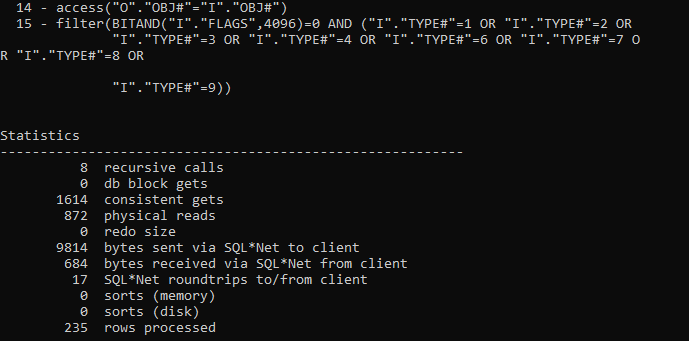 14 - access("O"."OBJ#"="I"."OBJ#")
15 - filter(BITAND("I"."FLAGS",4096)=0 AND ("I"."TYPE#"=1 OR "I"."TYPE#"=2 OR
"I"."TYPE#"=3 OR "I"."TYPE#"=4 OR "I"."TYPE#"=6 OR "I"."TYPE#"=7 O
R "I"."TYPE#"=8 OR
"I"."TYPE#"=9))
Statistics
----------------------------------------------------------
8 recursive calls
0 db block gets
1614 consistent gets
872 physical reads
0 redo size
9814 bytes sent via SQL*Net to client
684 bytes received via SQL*Net from client
17 SQL*Net roundtrips to/from client
0 sorts (memory)
0 sorts (disk)
235 rows processed